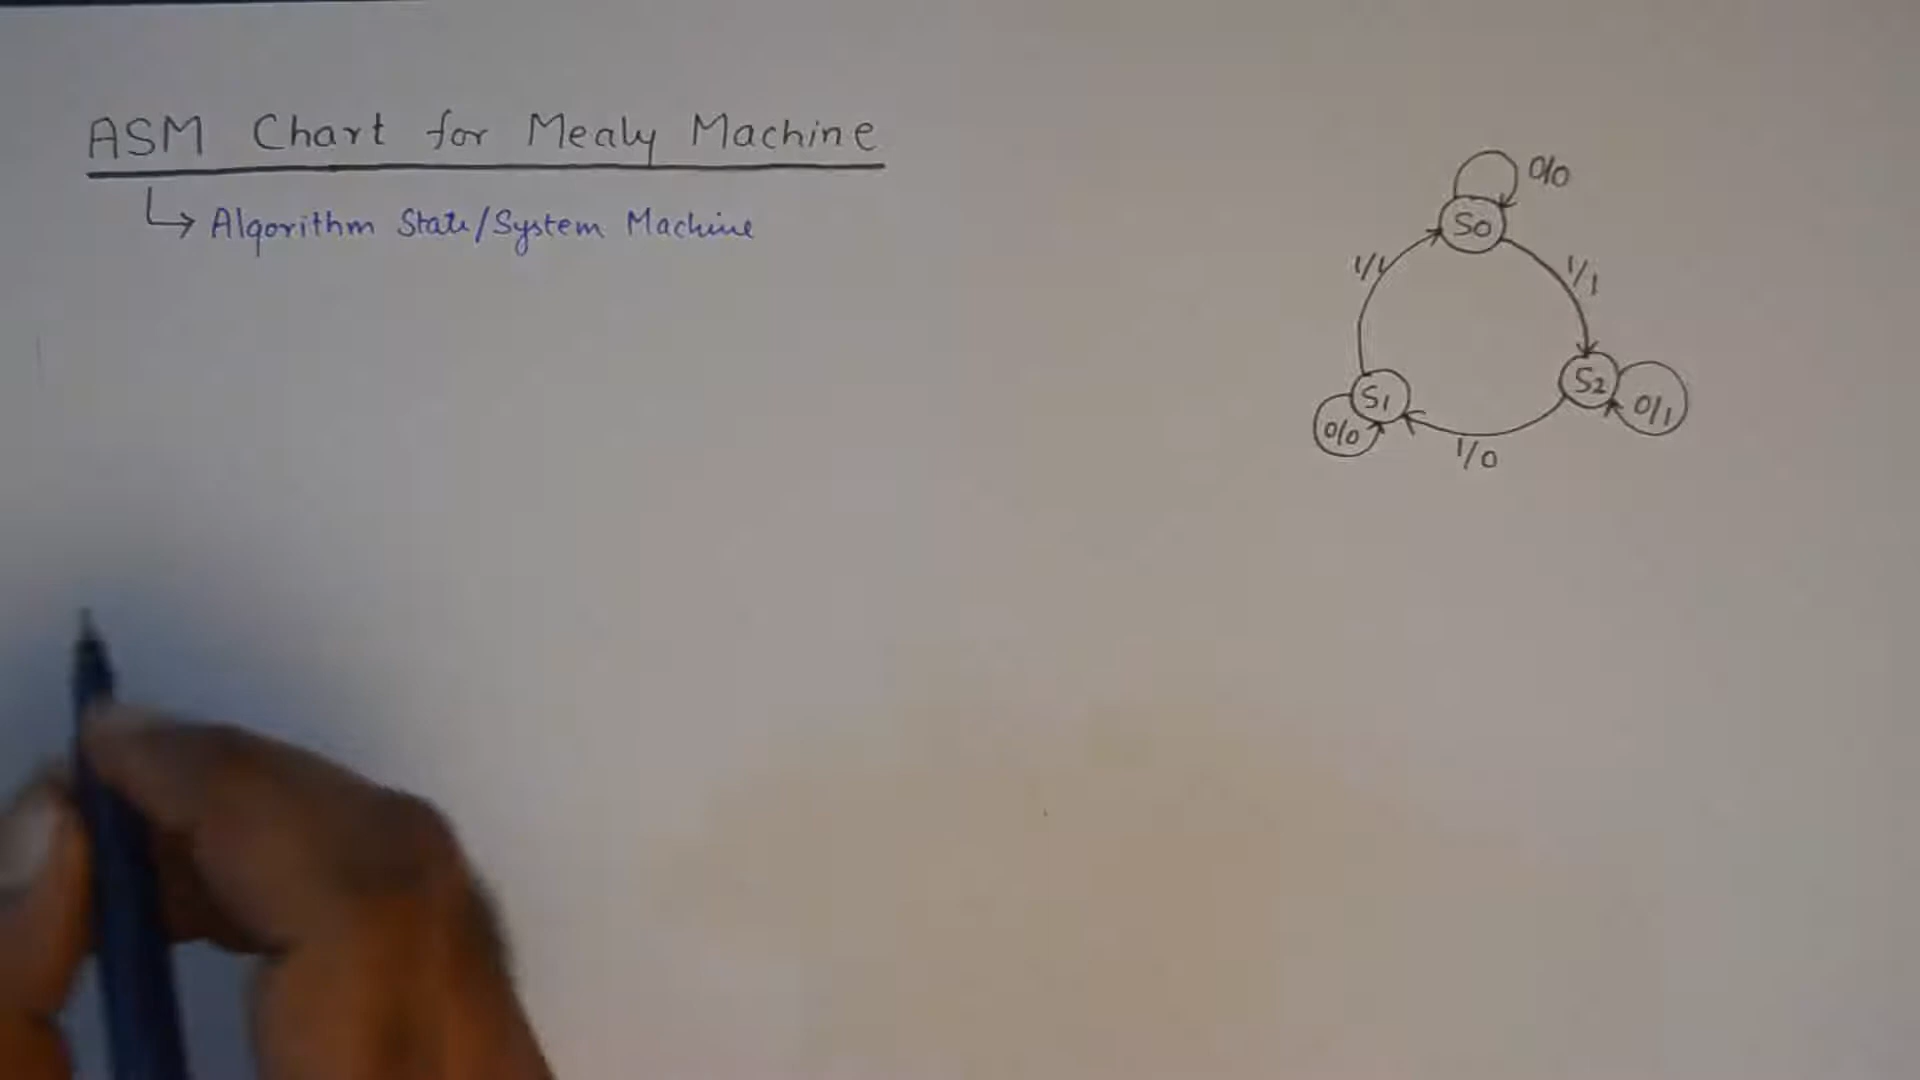 ASM Chart for Mealy Machine
↳ Algorithm State/System Machine
0/0
S0
1/1
1/1
S1
S2
0/0
0/1
1/0